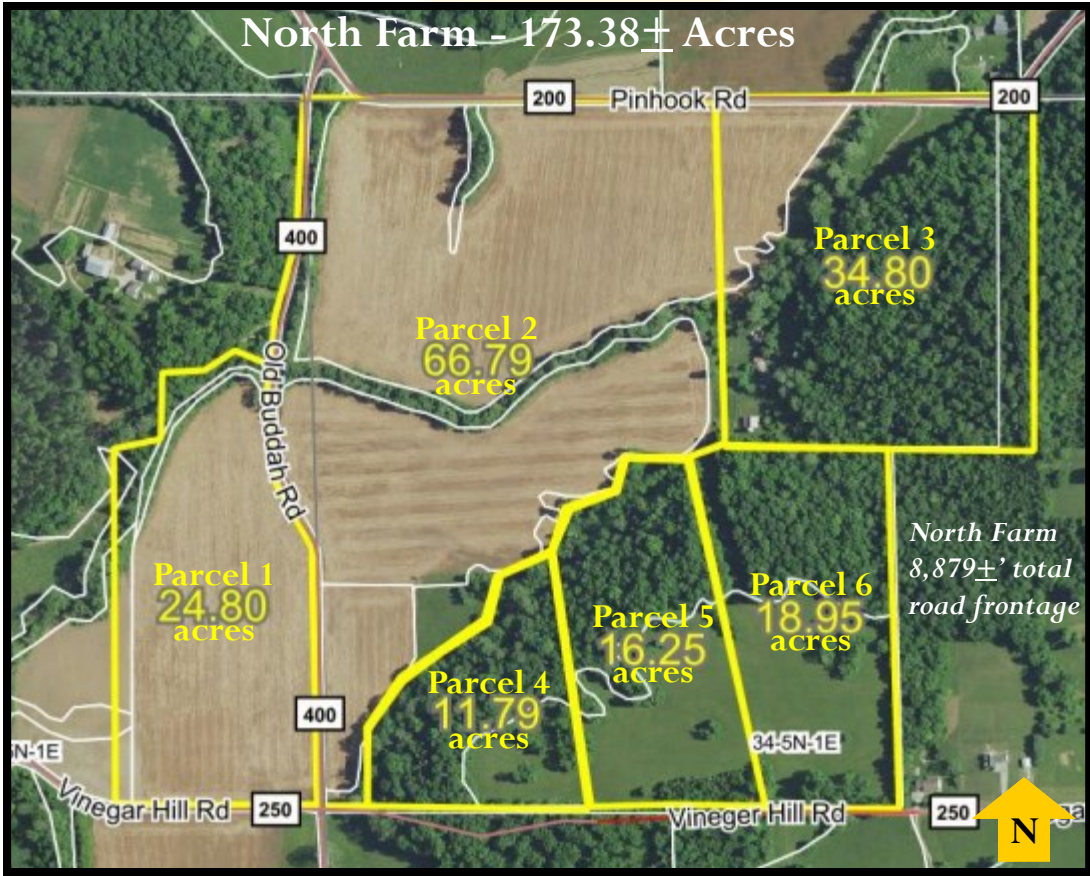 North Farm - 173.38± Acres
200
Pinhook Rd
200
400
Parcel 3
34.80
acres
Parcel 2
66.79
acres
Old Buddah Rd
North Farm
8,879±' total
road frontage
Parcel 1
24.80
acres
Parcel 6
18.95
acres
Parcel 5
16.25
acres
Parcel 4
11.79
acres
400
34-5N-1E
5N-1E
Vinegar Hill Rd
250
Vineger Hill Rd
250
ega
N